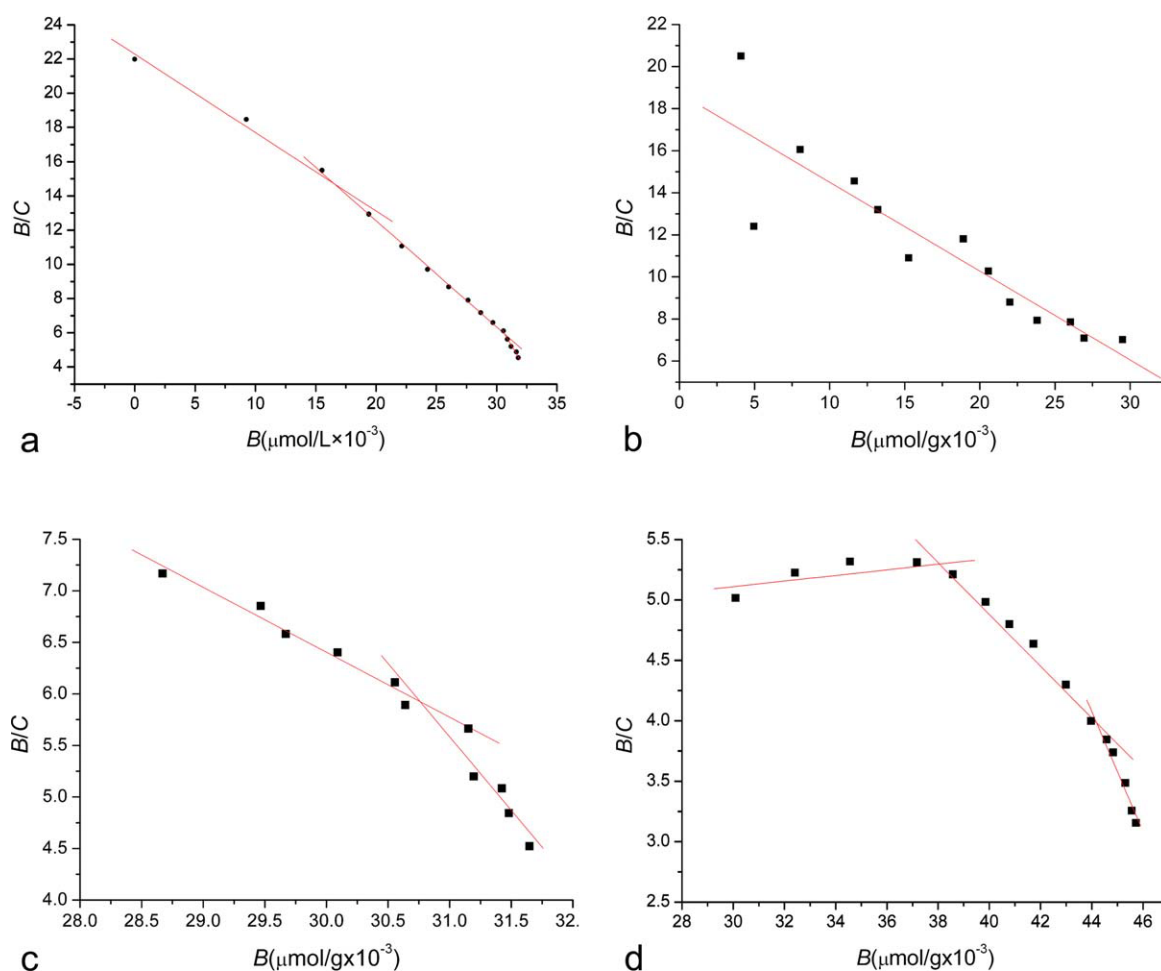 24
22
20
18
16
14
12
10
8
6
4
-5 0 5 10 15 20 25 30 35
B/C
B(μmol/L×10-3)
a
22
20
18
16
14
12
10
8
6
0 5 10 15 20 25 30
B/C
B(μmol/gx10-3)
b
7.5
7.0
6.5
6.0
5.5
5.0
4.5
4.0
28.0 28.5 29.0 29.5 30.0 30.5 31.0 31.5 32.
B/C
B(μmol/gx10-3)
c
5.5
5.0
4.5
4.0
3.5
3.0
2.5
28 30 32 34 36 38 40 42 44 46
B/C
B(μmol/gx10-3)
d